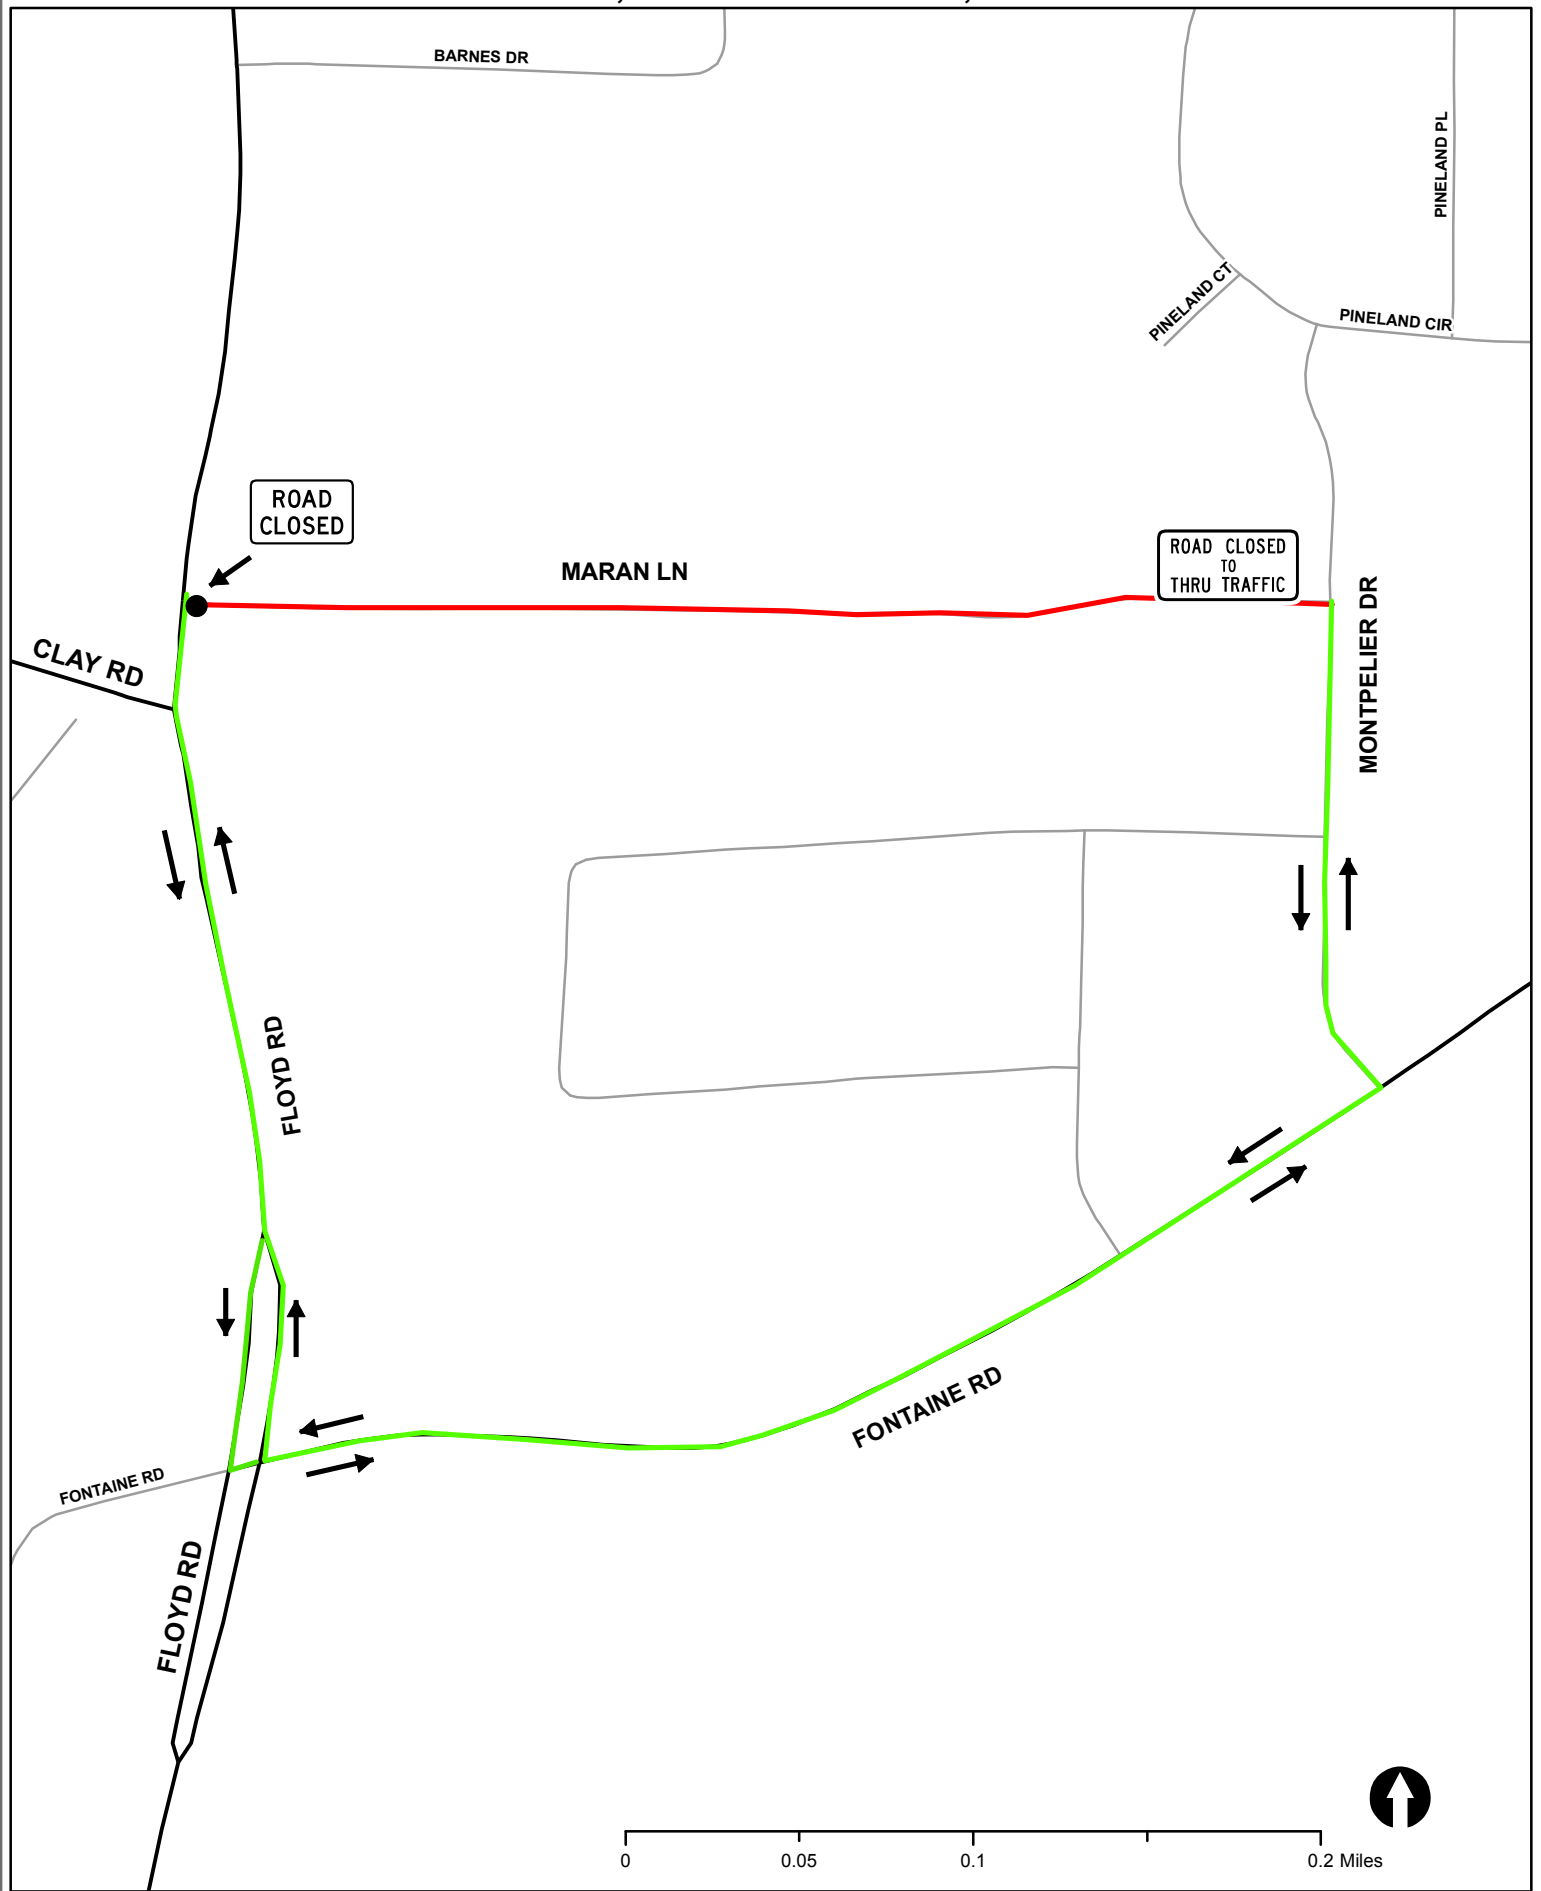 BARNES DR
PINELAND PL
PINELAND CT
PINELAND CIR
ROAD
CLOSED
MARAN LN
ROAD CLOSED
TO
THRU TRAFFIC
MONTPELIER DR
CLAY RD
FLOYD RD
FONTAINE RD
FONTAINE RD
FLOYD RD
0
0.05
0.1
0.2 Miles